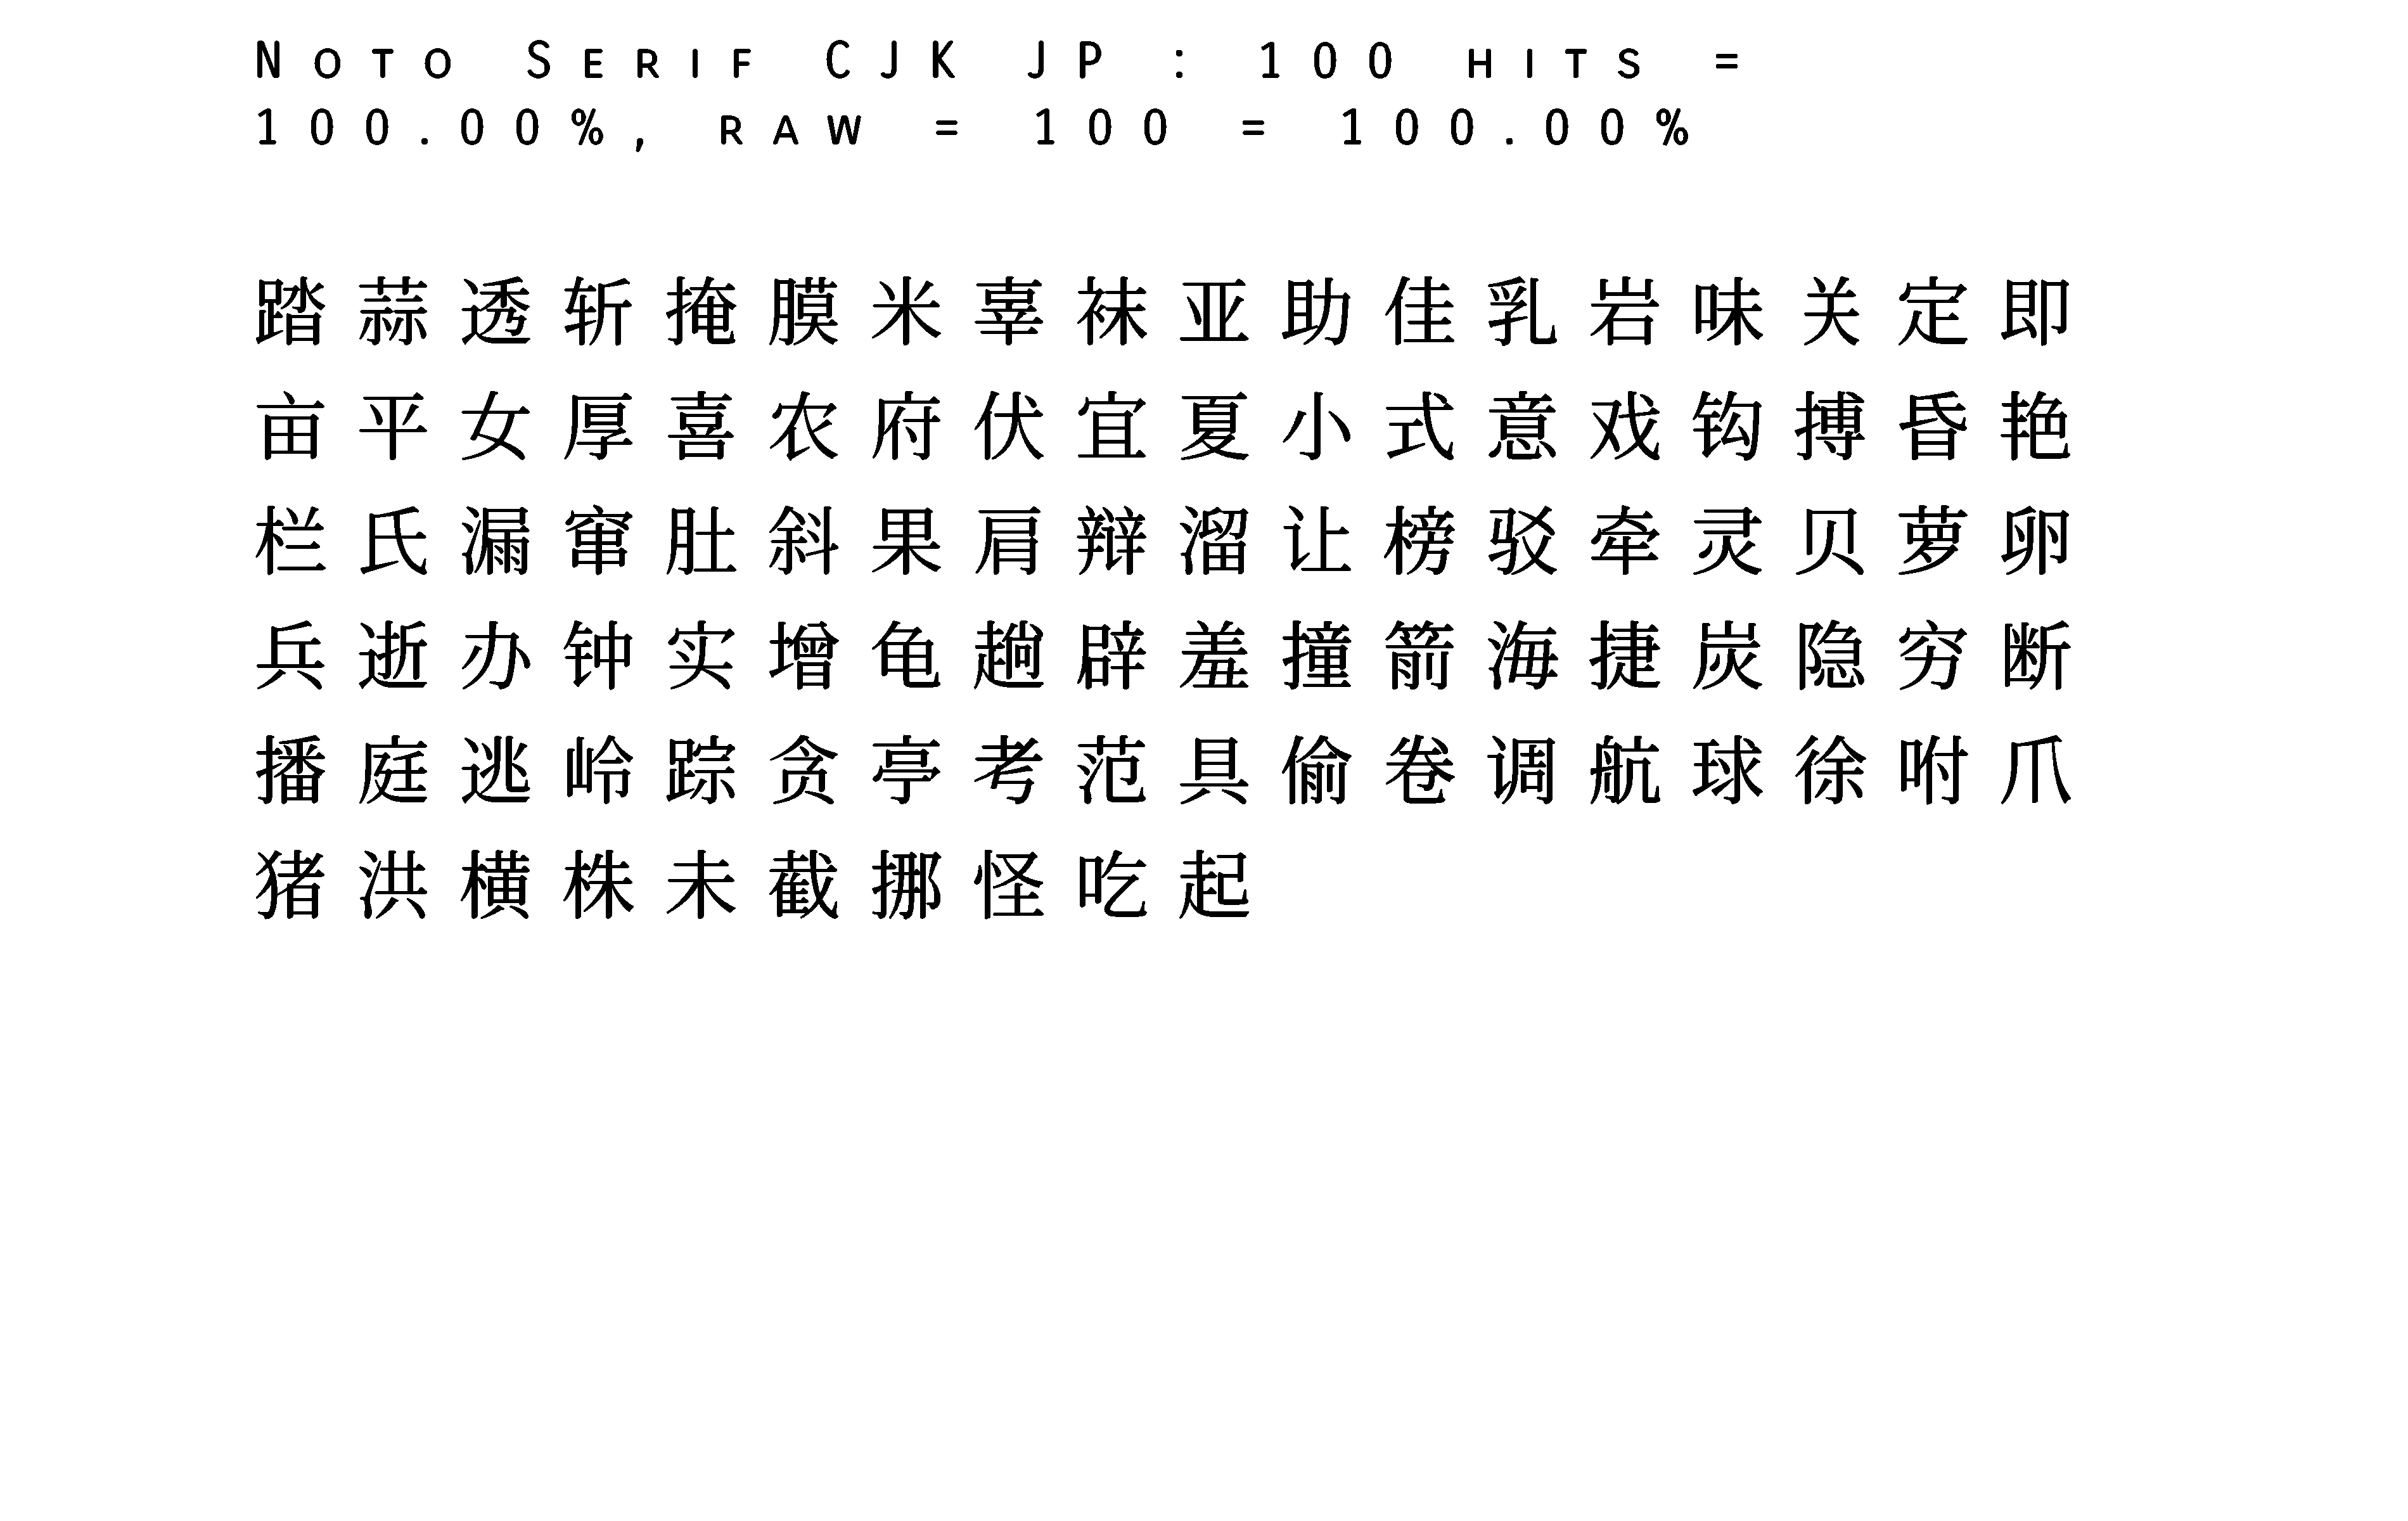 Noto Serif CJK JP : 100 hits =
100.00%, raw = 100 = 100.00%
踏蒜透斩掩膜米辜袜亚助佳乳岩味关定即
亩平女厚喜农府伏宜夏小式意戏钩搏昏艳
栏氏漏窜肚斜果肩辩溜让榜驳牵灵贝萝卵
兵逝办钟实增龟趟辟羞撞箭海捷炭隐穷断
播庭逃岭踪贪亭考范具偷卷调航球徐咐爪
猪洪横株未截挪怪吃起